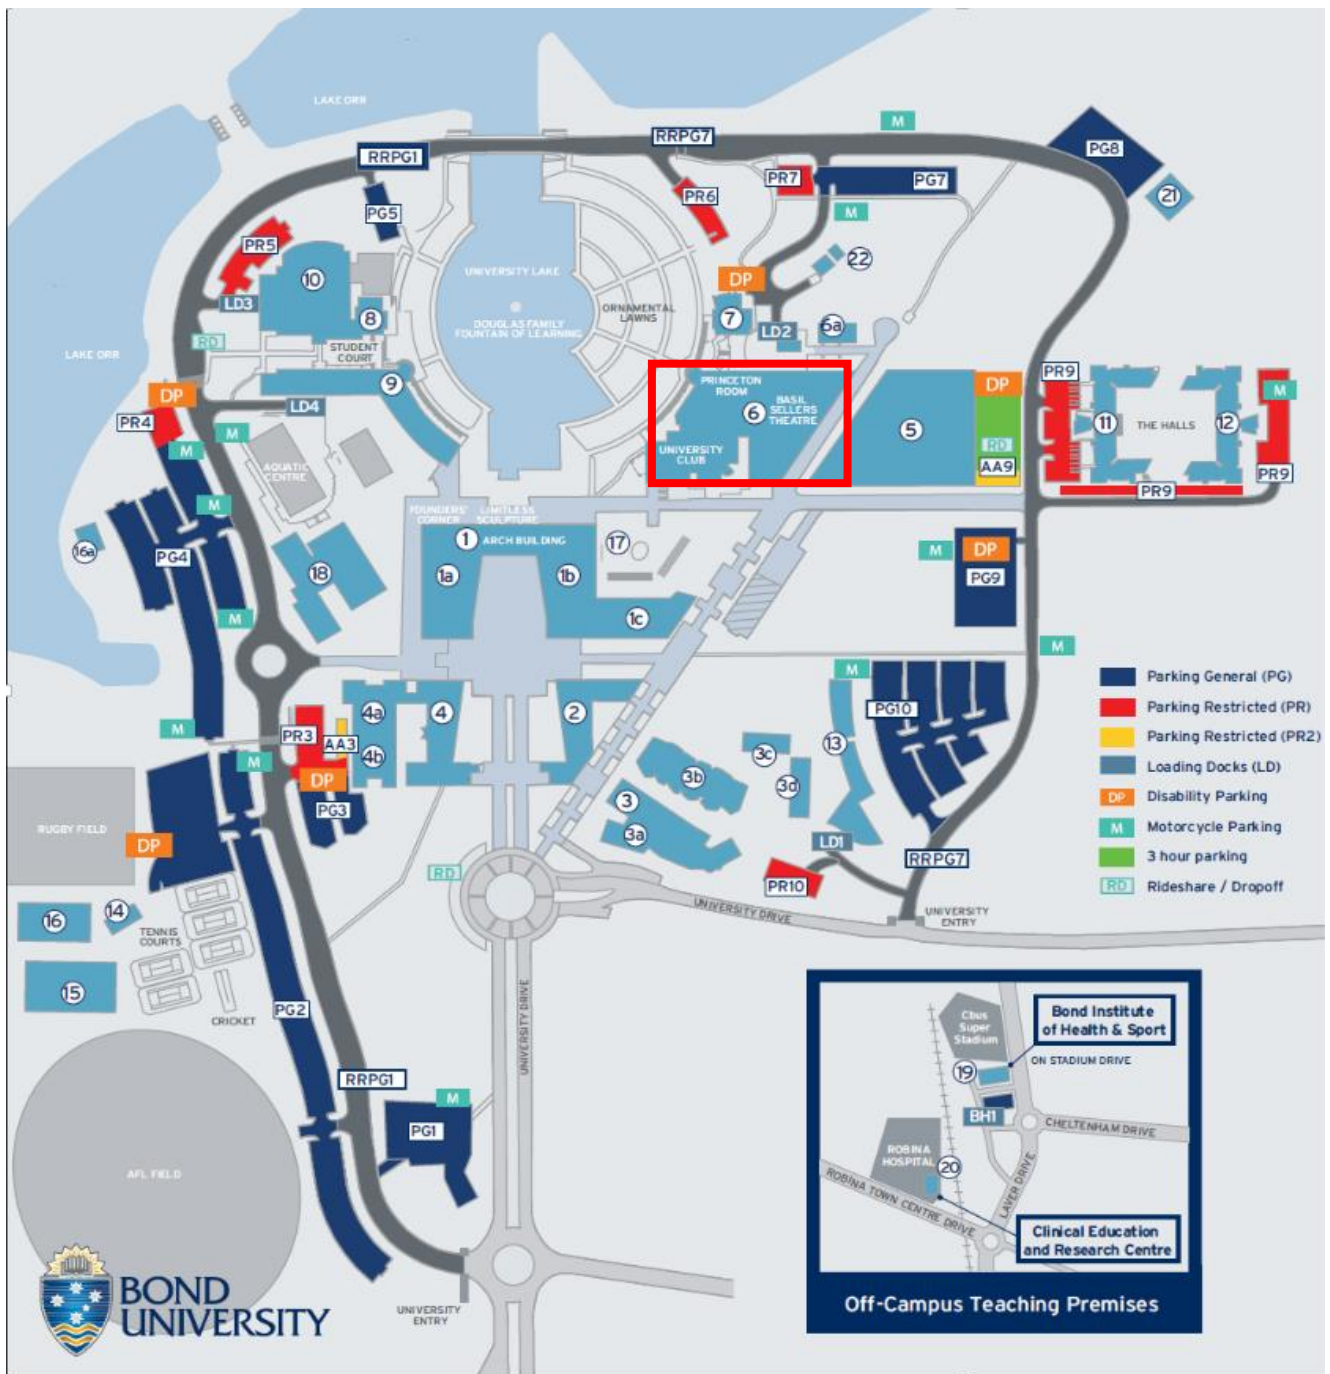 LAKE ORR
RRPG1
RRPG7
M
PG8
21
PR7
PG7
PR6
M
PG5
PR5
10
LD3
8
RD
STUDENT
COURT
9
UNIVERSITY LAKE
DOUGLAS FAMILY
FOUNTAIN OF LEARNING
ORNAMENTAL
LAWNS
DP
22
7
LD2
6a
LAKE ORR
DP
PR4
LD4
M
M
AQUATIC
CENTRE
PRINCETON
ROOM
6
BASIL
SELLERS
THEATRE
UNIVERSITY
CLUB
5
DP
RD
AA9
PR9
11
THE HALLS
12
M
PR9
PR9
M
FOUNDERS'
CORNER
LIMITLESS
SCULPTURE
1
ARCH BUILDING
17
1a
1b
1c
16a
PG4
18
M
M
DP
PG9
M
M
PG10
13
M
PR3
AA3
4a
4b
4
2
M
DP
PG3
3c
3b
3d
3
3a
LD1
PR10
RRPG7
UNIVERSITY
ENTRY
UNIVERSITY DRIVE
Parking General (PG)
Parking Restricted (PR)
Parking Restricted (PR2)
Loading Docks (LD)
DP Disability Parking
M Motorcycle Parking
3 hour parking
RD Rideshare / Dropoff
RUGBY FIELD
DP
RD
16
14
TENNIS
COURTS
15
CRICKET
PG2
UNIVERSITY DRIVE
RRPG1
M
PG1
AFL FIELD
UNIVERSITY
ENTRY
BOND
UNIVERSITY
Cbus
Super
Stadium
Bond Institute
of Health & Sport
ON STADIUM DRIVE
19
BH1
CHELTENHAM DRIVE
ROBINA
HOSPITAL
20
LAVER DRIVE
ROBINA TOWN CENTRE DRIVE
Clinical Education
and Research Centre
Off-Campus Teaching Premises